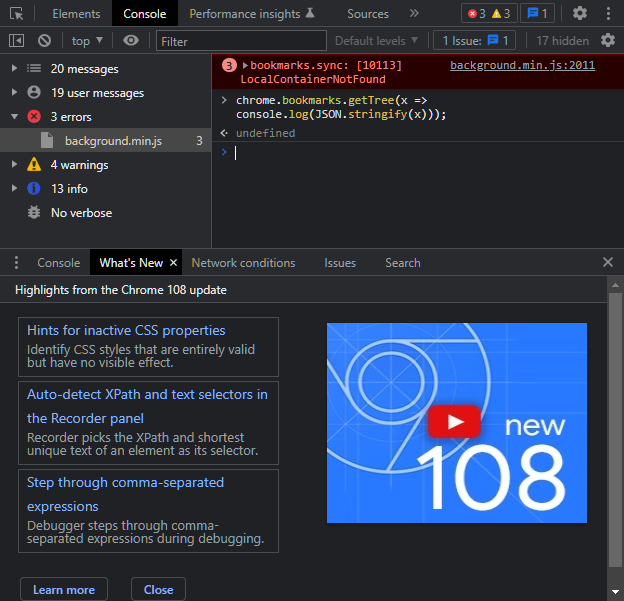 Elements Console Performance insights Sources » 3 3 1
top ▼ Filter Default levels ▼ 1 Issue: 1 17 hidden
20 messages
19 user messages
3 errors
background.min.js 3
4 warnings
13 info
No verbose
3 ▶bookmarks.sync: [10113] background.min.js:2011
LocalContainerNotFound
> chrome.bookmarks.getTree(x =>
console.log(JSON.stringify(x)));
undefined
>
Console What's New × Network conditions Issues Search ×
Highlights from the Chrome 108 update
Hints for inactive CSS properties
Identify CSS styles that are entirely valid
but have no visible effect.
Auto-detect XPath and text selectors in
the Recorder panel
Recorder picks the XPath and shortest
unique text of an element as its selector.
Step through comma-separated
expressions
Debugger steps through comma-
separated expressions during debugging.
new
108
Learn more Close